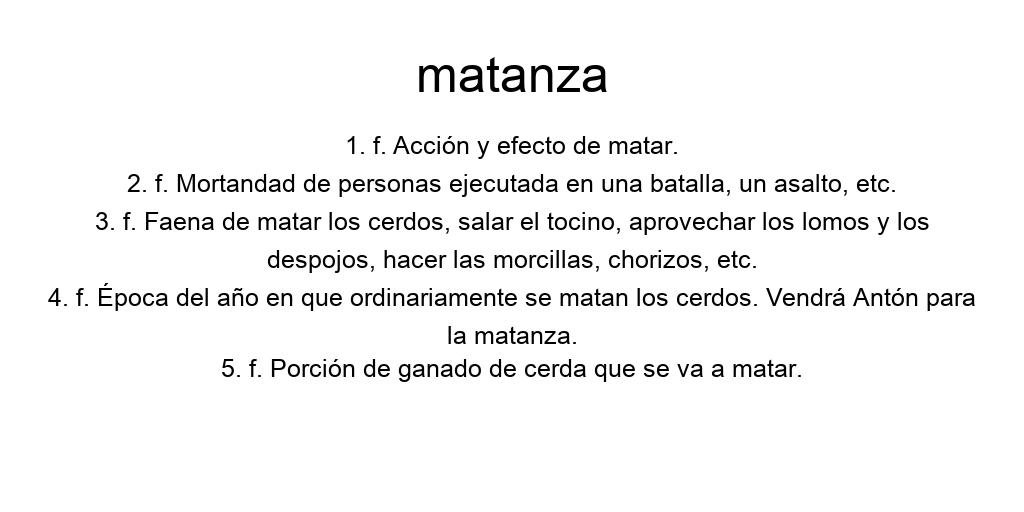 matanza
1. f. Acción y efecto de matar.
2. f. Mortandad de personas ejecutada en una batalla, un asalto, etc.
3. f. Faena de matar los cerdos, salar el tocino, aprovechar los lomos y los
despojos, hacer las morcillas, chorizos, etc.
4. f. Época del año en que ordinariamente se matan los cerdos. Vendrá Antón para
la matanza.
5. f. Porción de ganado de cerda que se va a matar.